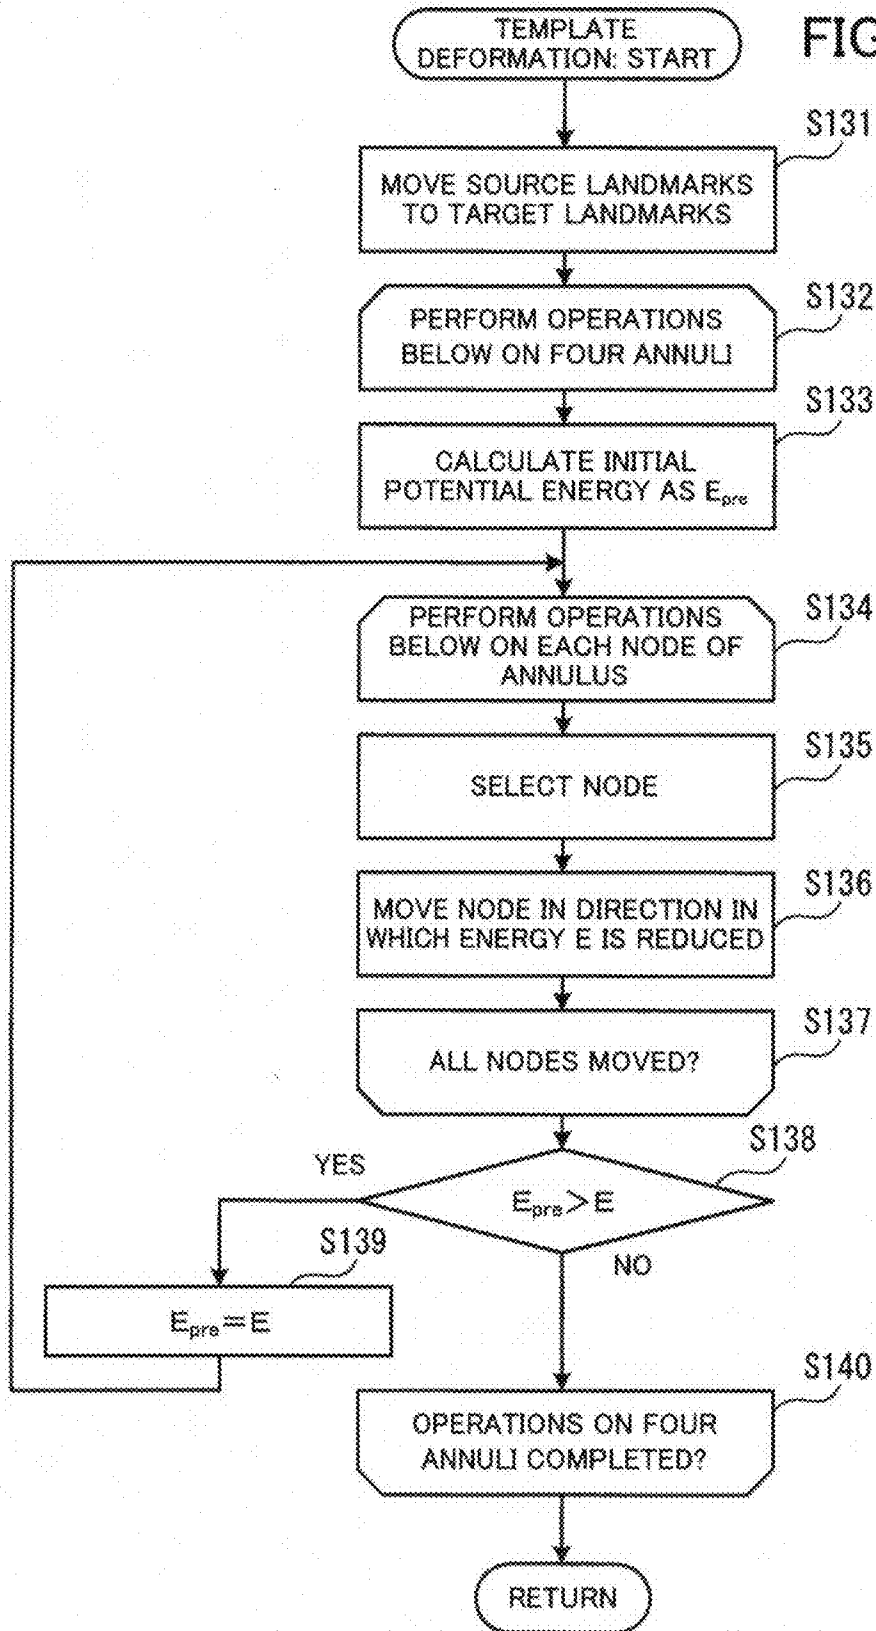 TEMPLATE
DEFORMATION: START
FIG
S131
MOVE SOURCE LANDMARKS
TO TARGET LANDMARKS
S132
PERFORM OPERATIONS
BELOW ON FOUR ANNULI
S133
CALCULATE INITIAL
POTENTIAL ENERGY AS Epre
S134
PERFORM OPERATIONS
BELOW ON EACH NODE OF
ANNULUS
S135
SELECT NODE
S136
MOVE NODE IN DIRECTION IN
WHICH ENERGY E IS REDUCED
S137
ALL NODES MOVED?
S138
YES
Epre>E
NO
S139
Epre=E
S140
OPERATIONS ON FOUR
ANNULI COMPLETED?
RETURN